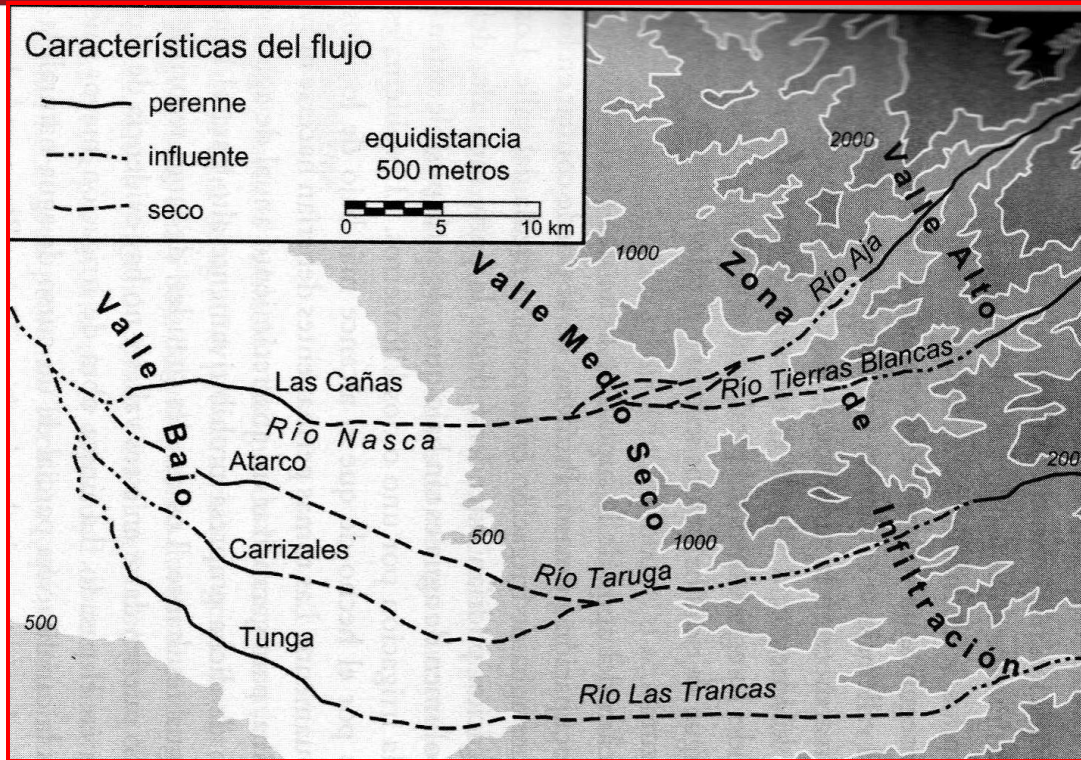 Características del flujo
perenne
influente
seco
equidistancia
500 metros
0 5 10 km
2000
Valle Alto
1000
Zona de Infiltración
Río Aja
Valle Medio Seco
Valle Bajo
Las Cañas
Río Tierras Blancas
Río Nasca
Atarco
2000
500
1000
Carrizales
Río Taruga
500
Tunga
Río Las Trancas